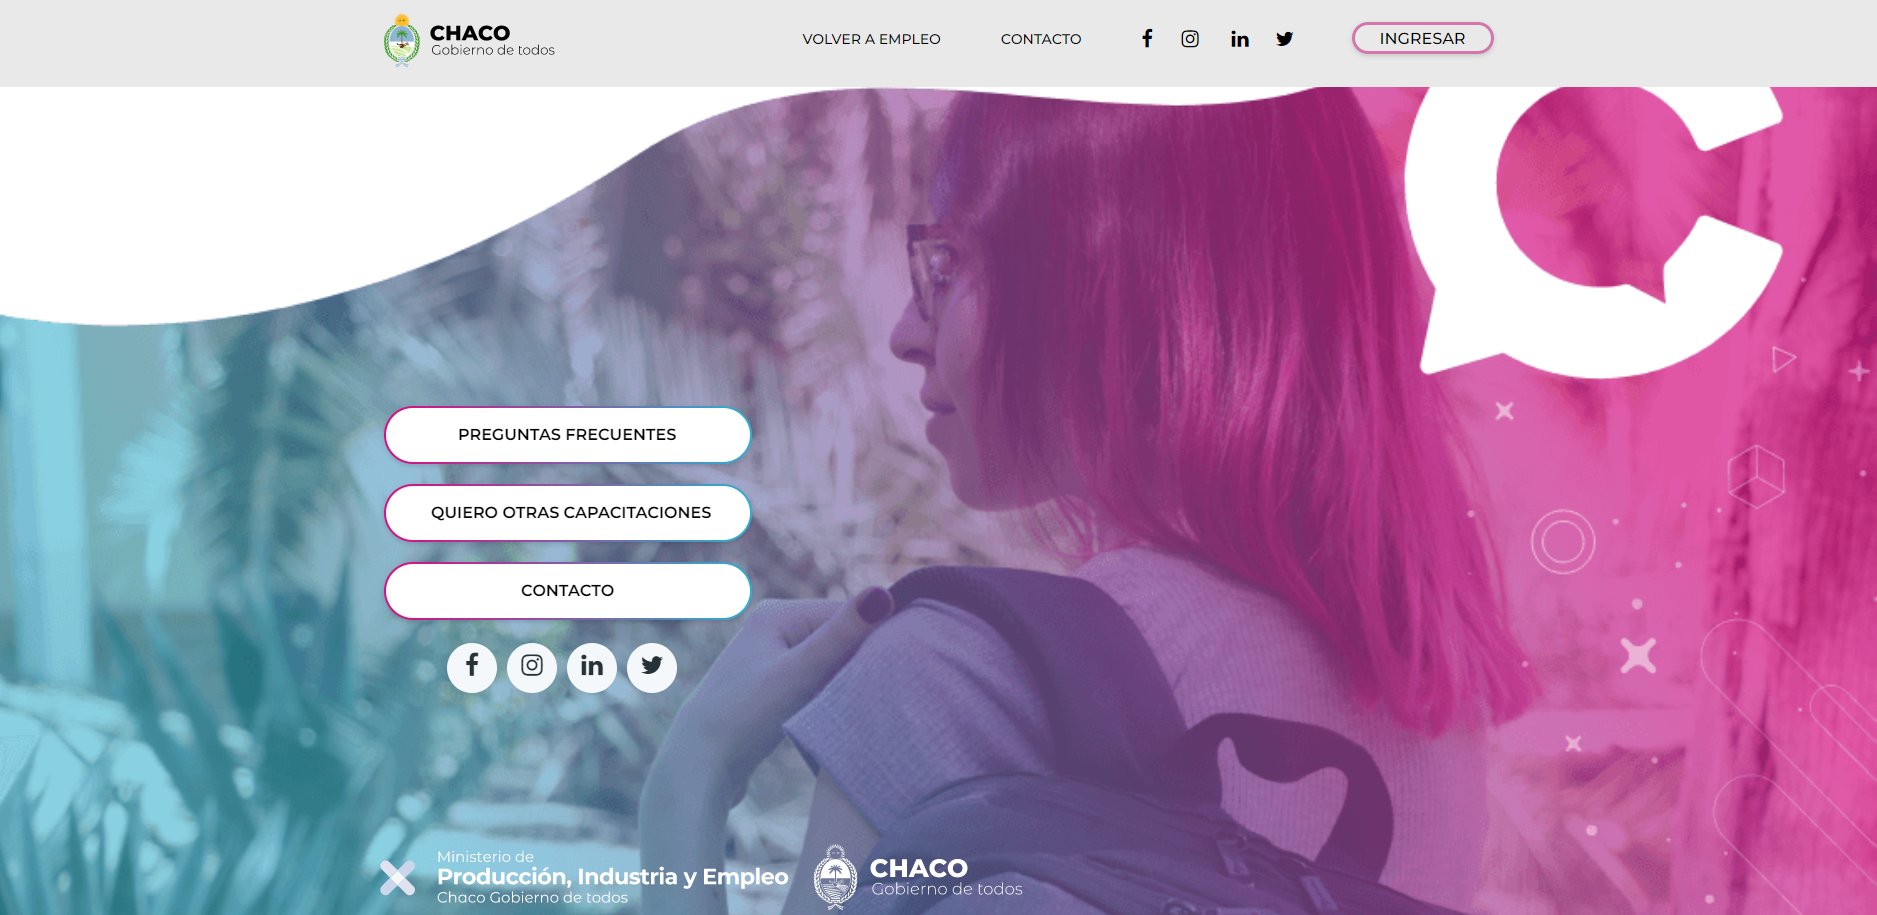 CHACO
Gobierno de todos
VOLVER A EMPLEO
CONTACTO
INGRESAR
PREGUNTAS FRECUENTES
QUIERO OTRAS CAPACITACIONES
CONTACTO
Ministerio de
Producción, Industria y Empleo
Chaco Gobierno de todos
CHACO
Gobierno de todos